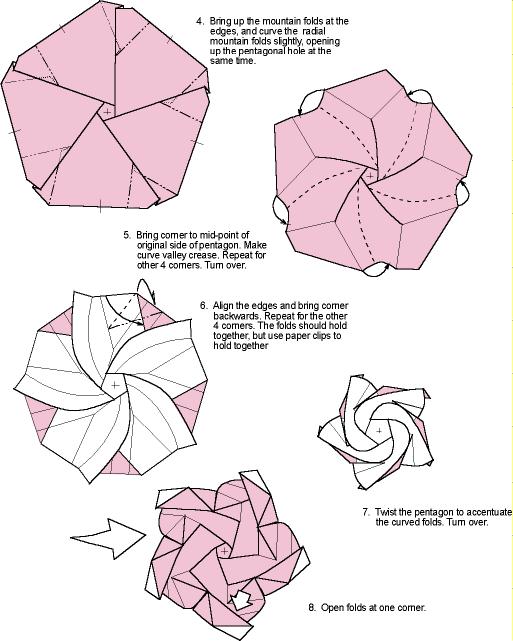 4. Bring up the mountain folds at the
edges, and curve the radial
mountain folds slightly, opening
up the pentagonal hole at the
same time.
5. Bring corner to mid-point of
original side of pentagon. Make
curve valley crease. Repeat for
other 4 corners. Turn over.
6. Align the edges and bring corner
backwards. Repeat for the other
4 corners. The folds should hold
together, but use paper clips to
hold together
7. Twist the pentagon to accentuate
the curved folds. Turn over.
8. Open folds at one corner.